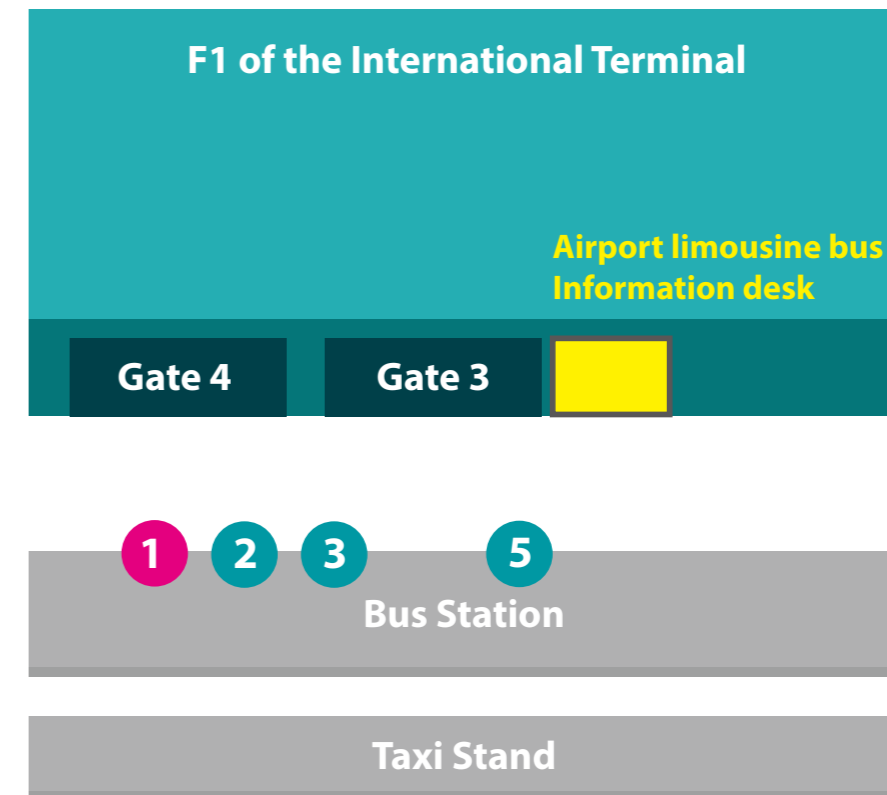 F1 of the International Terminal
Airport limousine bus
Information desk
Gate 4
Gate 3
1
2
3
5
Bus Station
Taxi Stand